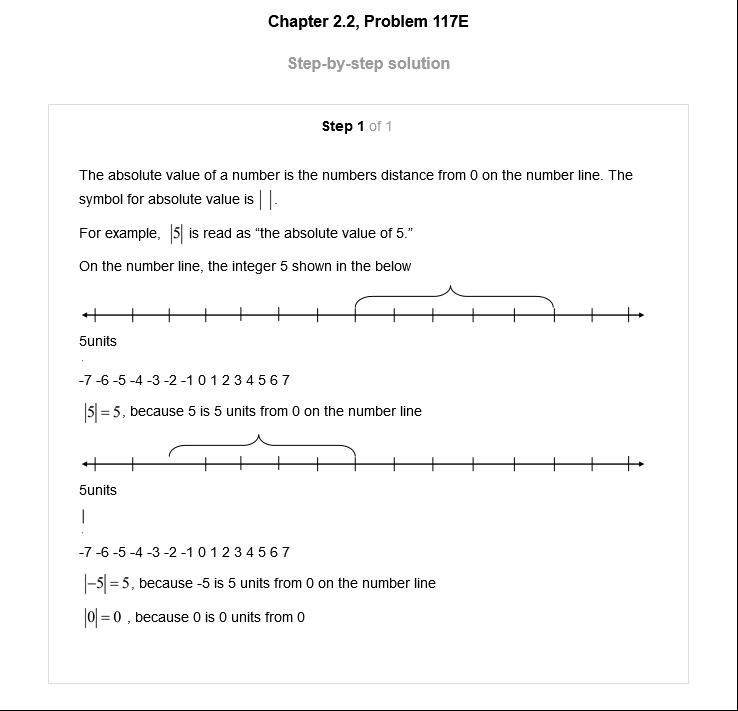 Chapter 2.2, Problem 117E
Step-by-step solution
Step 1 of 1
The absolute value of a number is the numbers distance from 0 on the number line. The
symbol for absolute value is | |.
For example, |5| is read as “the absolute value of 5.”
On the number line, the integer 5 shown in the below
5units
-7 -6 -5 -4 -3 -2 -1 0 1 2 3 4 5 6 7
|5| = 5, because 5 is 5 units from 0 on the number line
5units
|
-7 -6 -5 -4 -3 -2 -1 0 1 2 3 4 5 6 7
|−5| = 5, because -5 is 5 units from 0 on the number line
|0| = 0 , because 0 is 0 units from 0